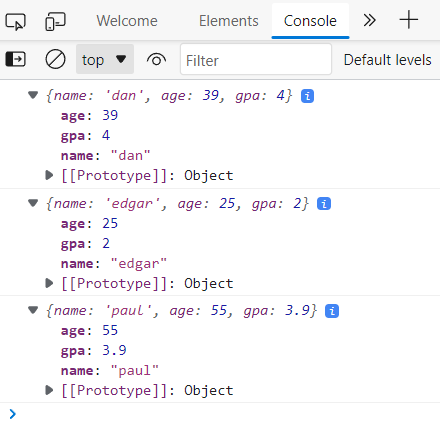 Welcome Elements Console
top Filter Default levels
{name: 'dan', age: 39, gpa: 4} i
age: 39
gpa: 4
name: "dan"
[[Prototype]]: Object
{name: 'edgar', age: 25, gpa: 2} i
age: 25
gpa: 2
name: "edgar"
[[Prototype]]: Object
{name: 'paul', age: 55, gpa: 3.9} i
age: 55
gpa: 3.9
name: "paul"
[[Prototype]]: Object